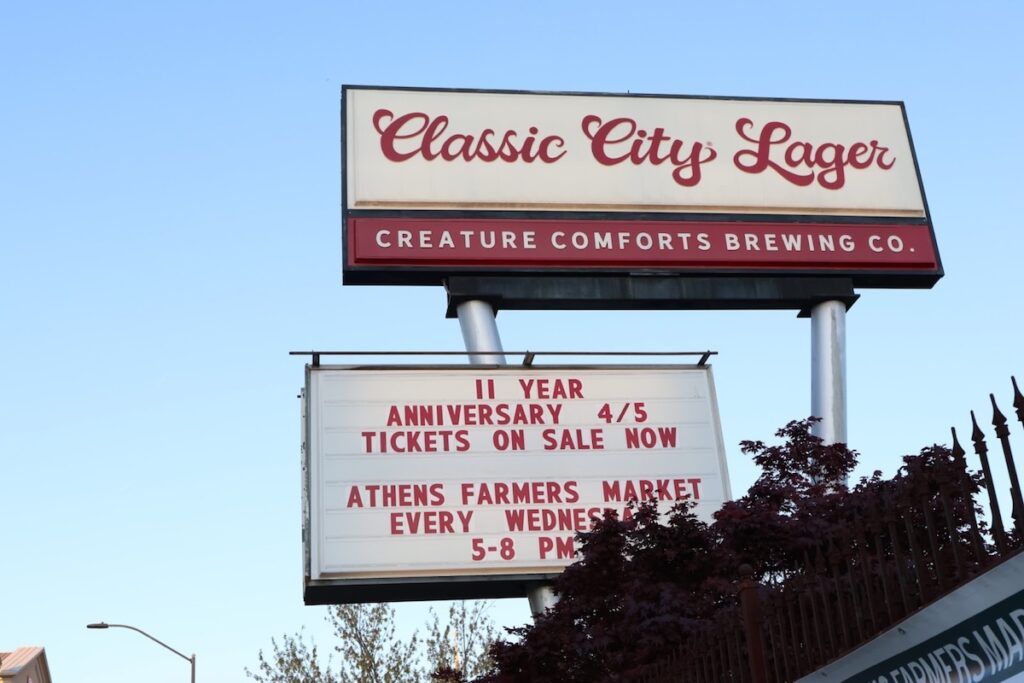 Classic City Lager
CREATURE COMFORTS BREWING CO.
11 YEAR
ANNIVERSARY 4/5
TICKETS ON SALE NOW
ATHENS FARMERS MARKET
EVERY
5-8 PM
FARMERS